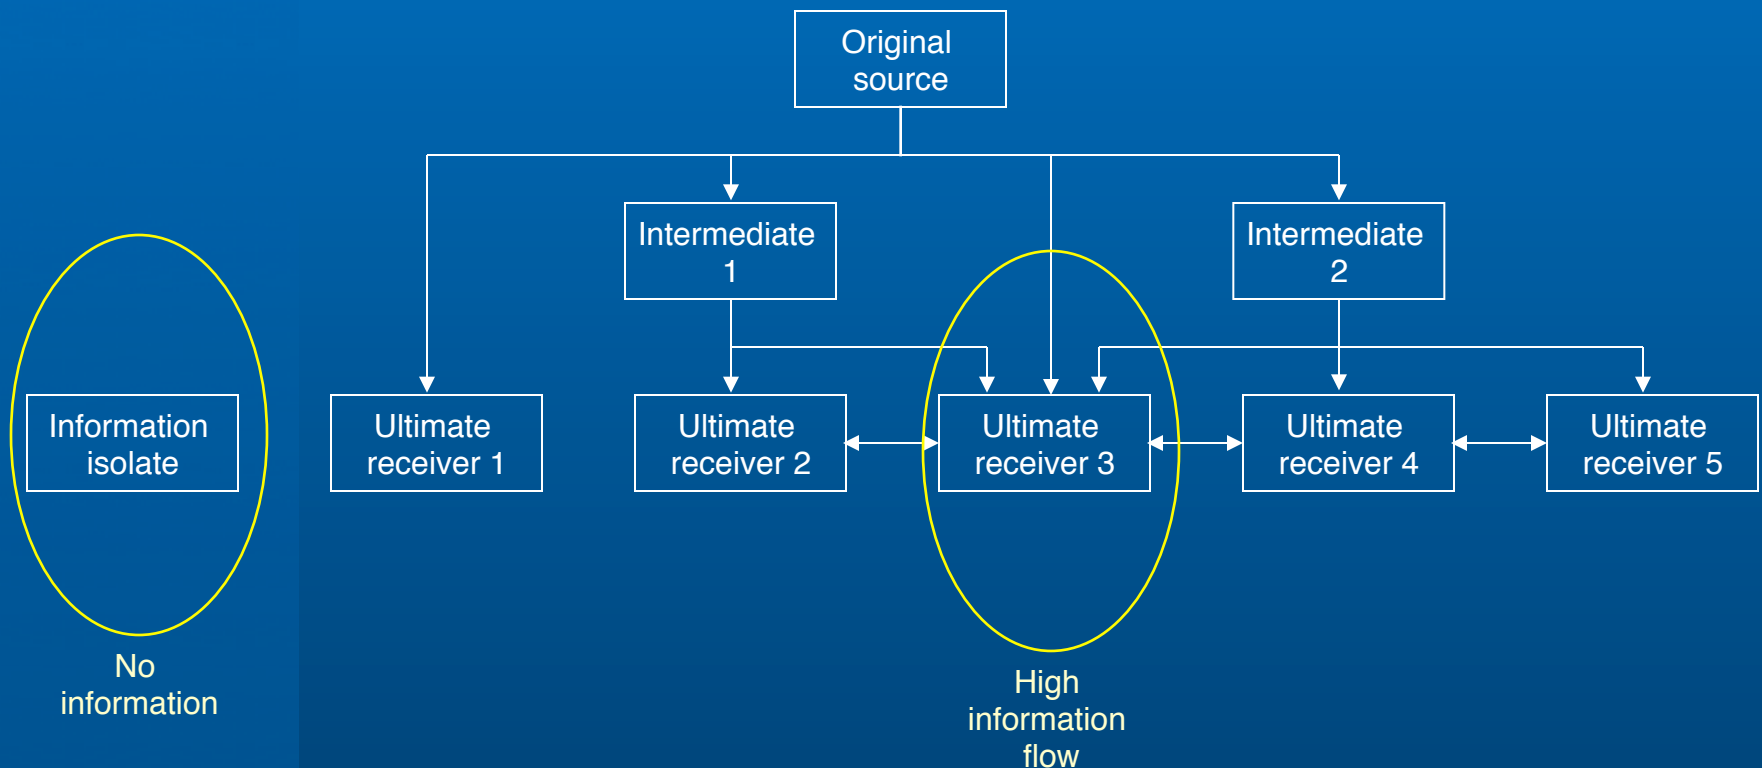 Original
source
Intermediate
1
Intermediate
2
Information
isolate
Ultimate
receiver 1
Ultimate
receiver 2
Ultimate
receiver 3
Ultimate
receiver 4
Ultimate
receiver 5
No
information
High
information
flow